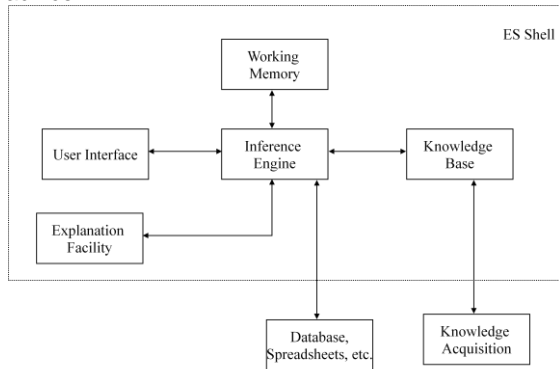 ES Shell
Working
Memory
User Interface
Inference
Engine
Knowledge
Base
Explanation
Facility
Database,
Spreadsheets, etc.
Knowledge
Acquisition